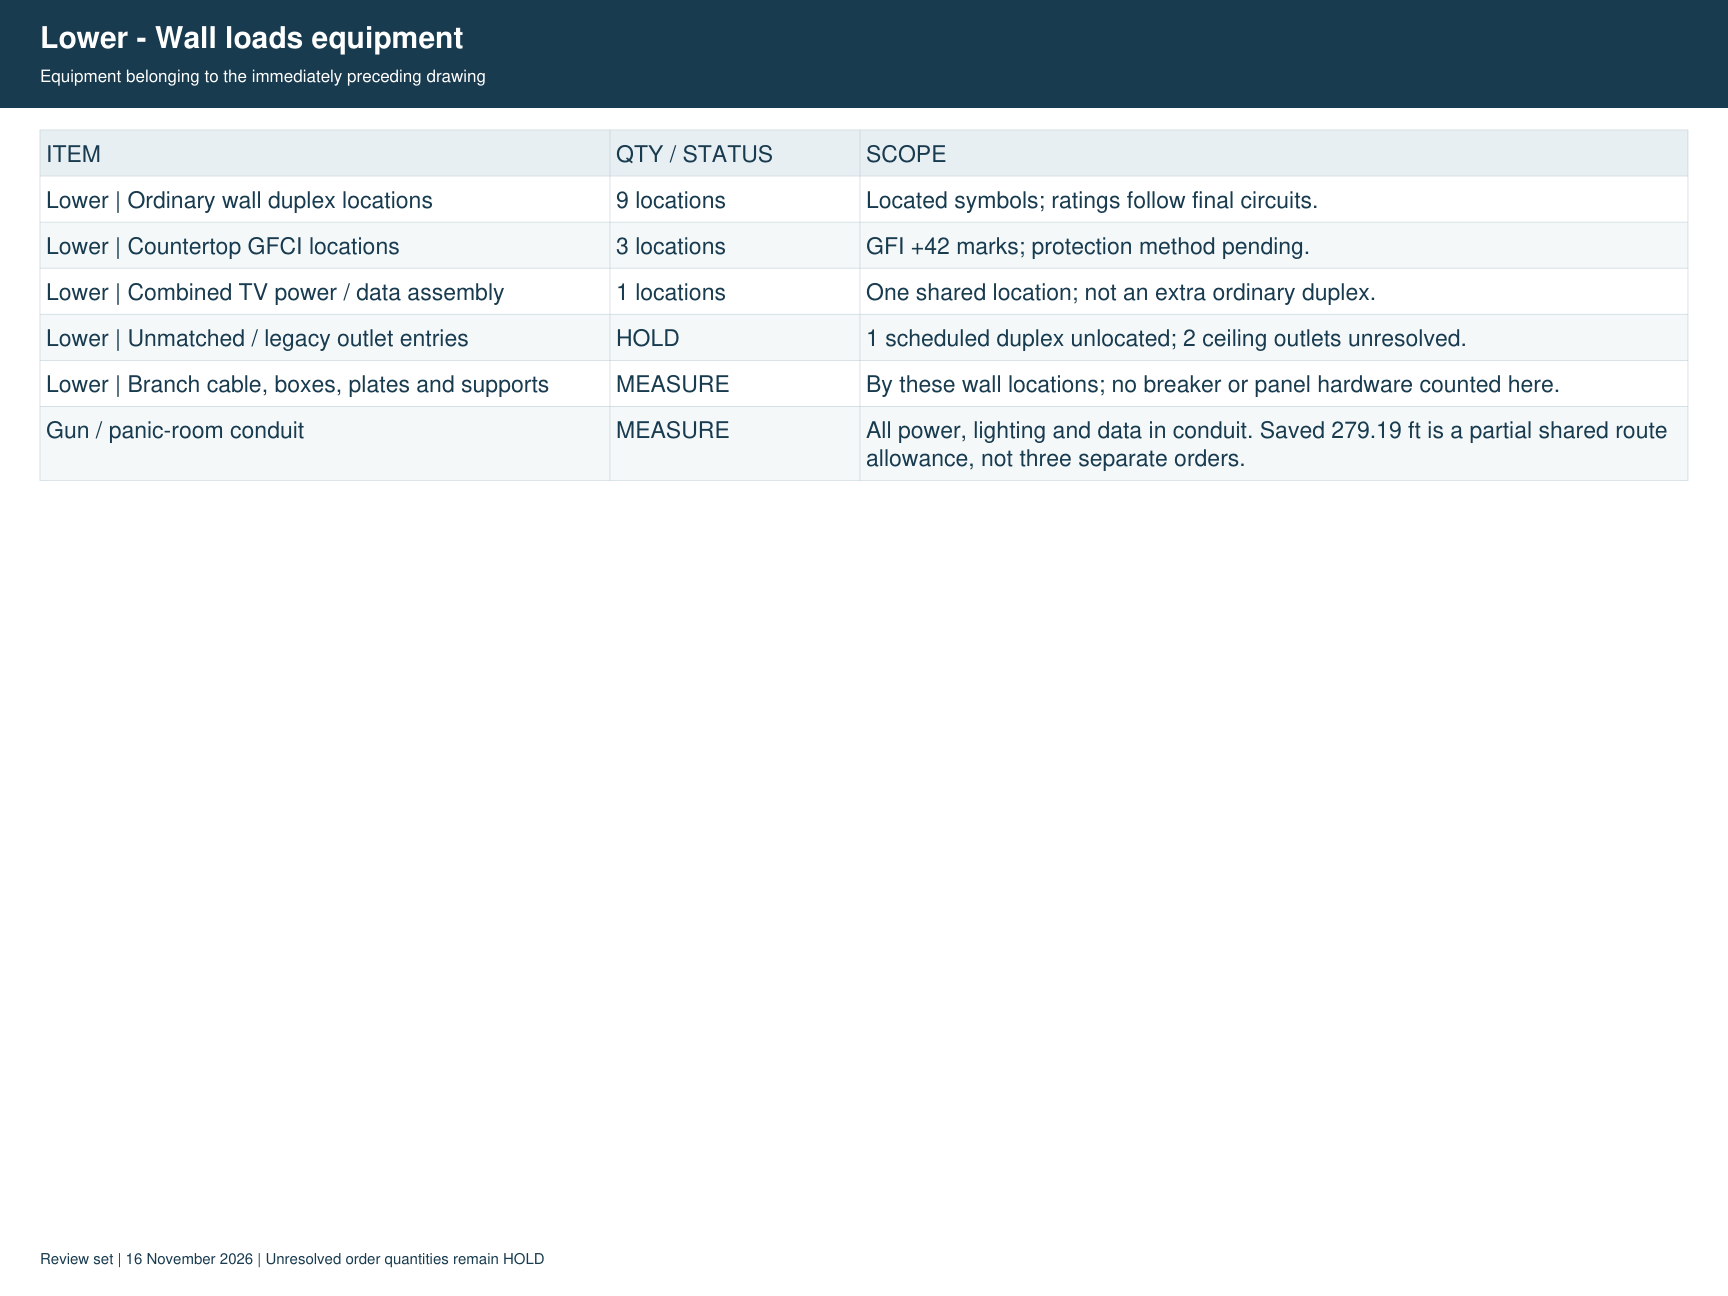 Lower - Wall loads equipment
Equipment belonging to the immediately preceding drawing
ITEM QTY / STATUS SCOPE
Lower | Ordinary wall duplex locations 9 locations Located symbols; ratings follow final circuits.
Lower | Countertop GFCI locations 3 locations GFI +42 marks; protection method pending.
Lower | Combined TV power / data assembly 1 locations One shared location; not an extra ordinary duplex.
Lower | Unmatched / legacy outlet entries HOLD 1 scheduled duplex unlocated; 2 ceiling outlets unresolved.
Lower | Branch cable, boxes, plates and supports MEASURE By these wall locations; no breaker or panel hardware counted here.
Gun / panic-room conduit MEASURE All power, lighting and data in conduit. Saved 279.19 ft is a partial shared route
allowance, not three separate orders.
Review set | 16 November 2026 | Unresolved order quantities remain HOLD